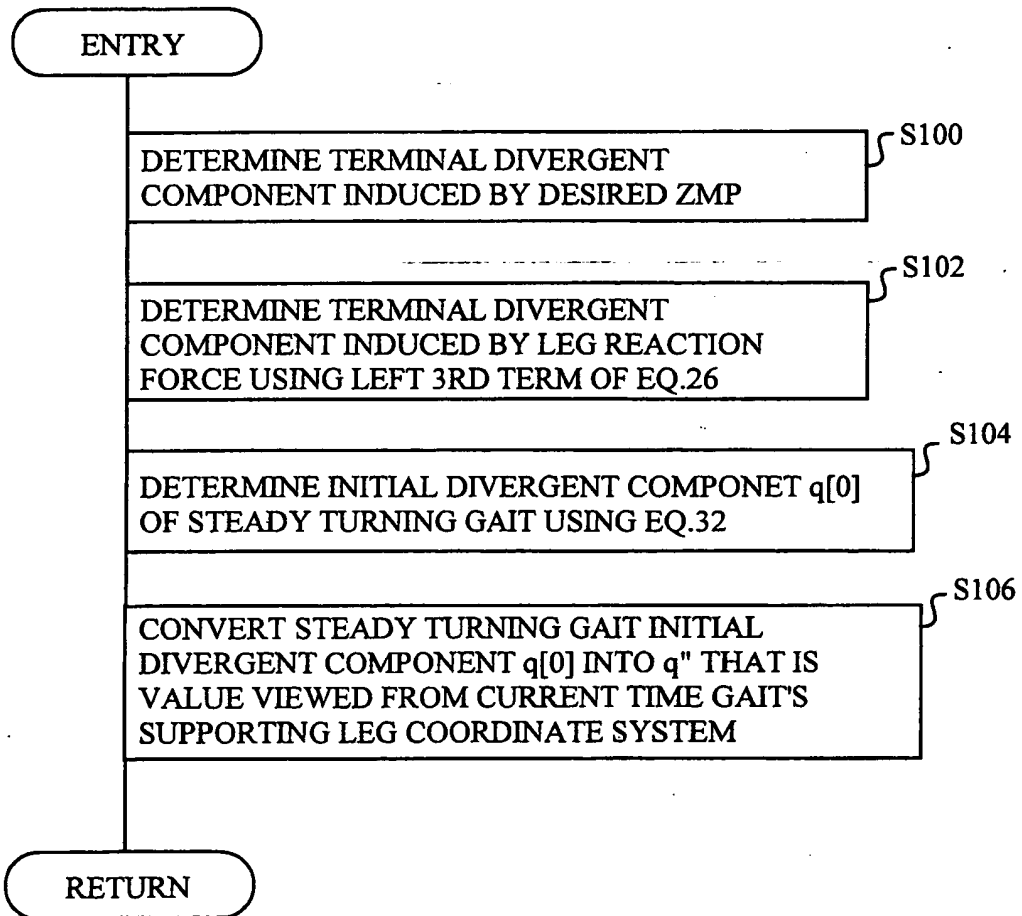 ENTRY
S100
DETERMINE TERMINAL DIVERGENT
COMPONENT INDUCED BY DESIRED ZMP
S102
DETERMINE TERMINAL DIVERGENT
COMPONENT INDUCED BY LEG REACTION
FORCE USING LEFT 3RD TERM OF EQ.26
S104
DETERMINE INITIAL DIVERGENT COMPONET q[0]
OF STEADY TURNING GAIT USING EQ.32
S106
CONVERT STEADY TURNING GAIT INITIAL
DIVERGENT COMPONENT q[0] INTO q" THAT IS
VALUE VIEWED FROM CURRENT TIME GAIT'S
SUPPORTING LEG COORDINATE SYSTEM
RETURN